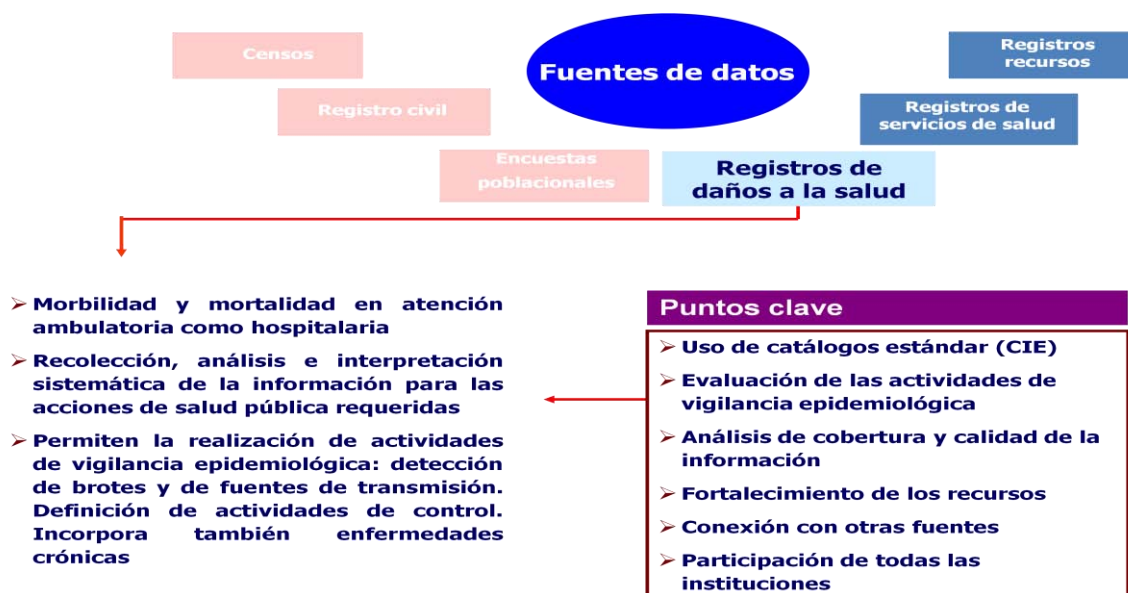 Fuentes de datos
Censos
Registro civil
Encuestas
poblacionales
Registros de
daños a la salud
Registros de
servicios de salud
Registros
recursos
Morbilidad y mortalidad en atención
ambulatoria como hospitalaria
Recolección, análisis e interpretación
sistemática de la información para las
acciones de salud pública requeridas
Permiten la realización de actividades
de vigilancia epidemiológica: detección
de brotes y de fuentes de transmisión.
Definición de actividades de control.
Incorpora también enfermedades
crónicas
Puntos clave
Uso de catálogos estándar (CIE)
Evaluación de las actividades de
vigilancia epidemiológica
Análisis de cobertura y calidad de la
información
Fortalecimiento de los recursos
Conexión con otras fuentes
Participación de todas las
instituciones